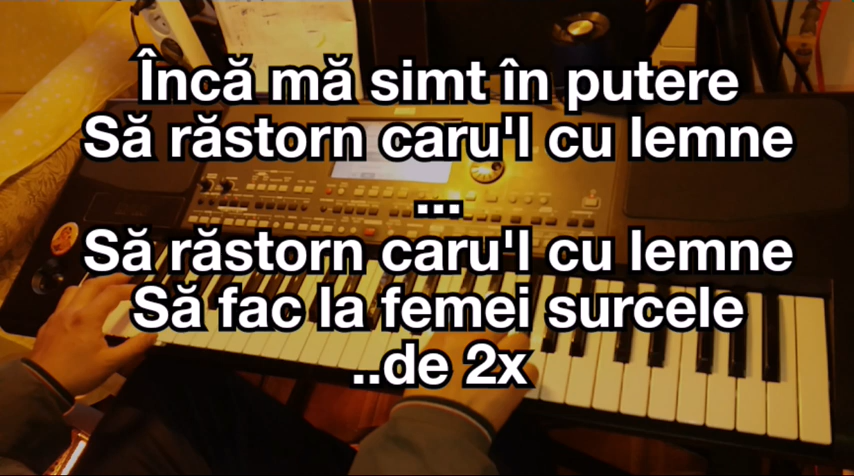 Încă mă simt în putere
Să răstorn caru'l cu lemne
...
Să răstorn caru'l cu lemne
Să fac la femei surcele
..de 2x